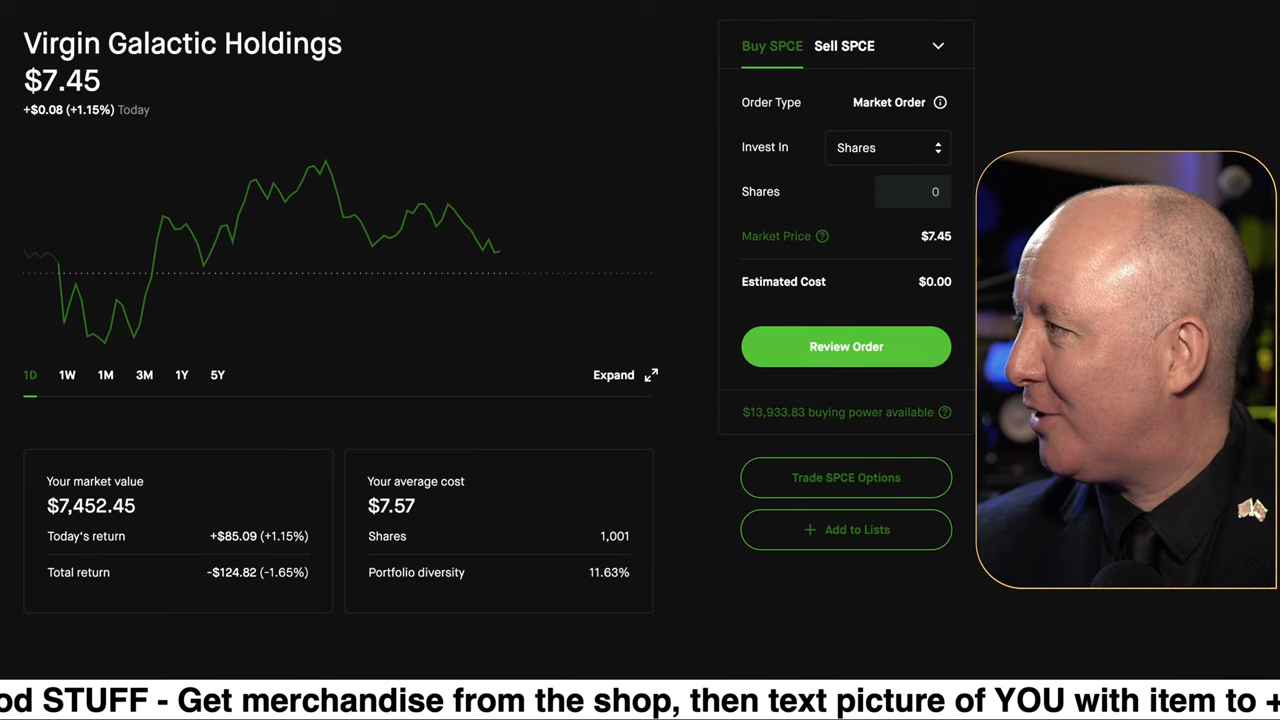 Virgin Galactic Holdings
$7.45
+$0.08 (+1.15%) Today
1D 1W 1M 3M 1Y 5Y Expand
Your market value
$7,452.45
Today's return +$85.09 (+1.15%)
Total return -$124.82 (-1.65%)
Your average cost
$7.57
Shares 1,001
Portfolio diversity 11.63%
Buy SPCE Sell SPCE
Order Type Market Order
Invest In Shares
Shares 0
Market Price $7.45
Estimated Cost $0.00
Review Order
$13,933.83 buying power available
Trade SPCE Options
+ Add to Lists
od STUFF - Get merchandise from the shop, then text picture of YOU with item to +